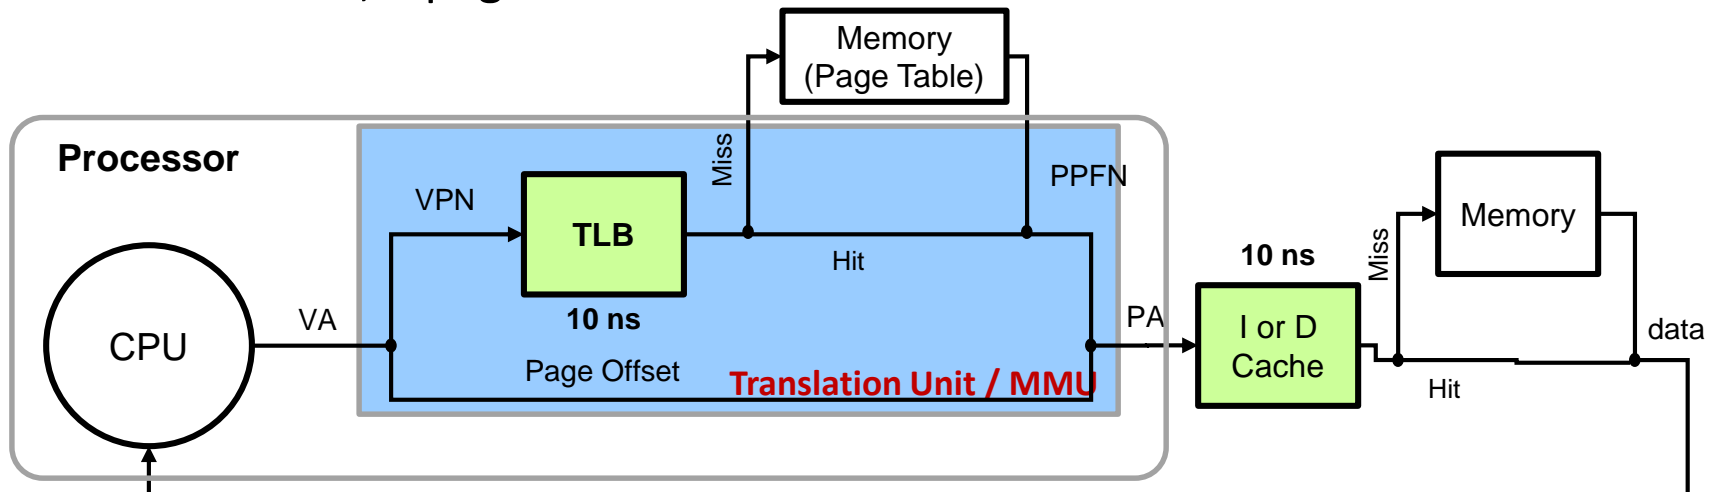 Memory
(Page Table)
Processor
Miss
VPN
PPFN
TLB
Hit
10 ns
Miss
Memory
10 ns
VA
CPU
PA
I or D
Cache
data
Page Offset
Translation Unit / MMU
Hit